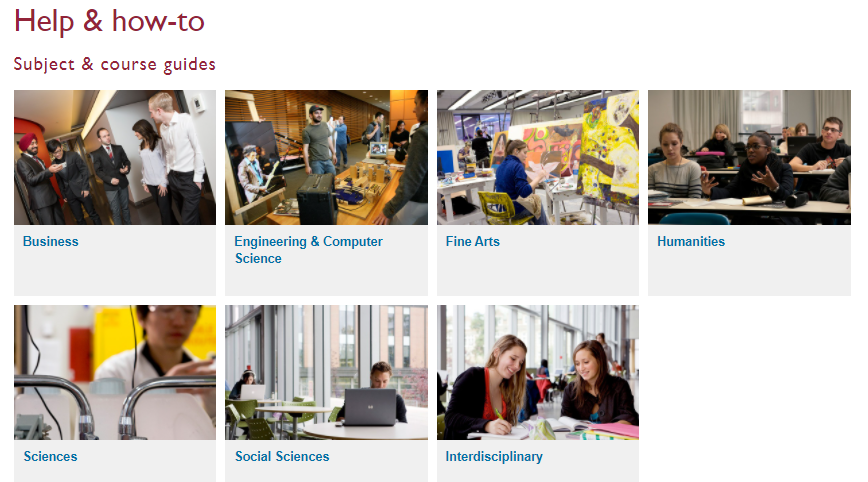 Help & how-to
Subject & course guides
Business
Engineering & Computer
Science
Fine Arts
Humanities
Sciences
Social Sciences
Interdisciplinary